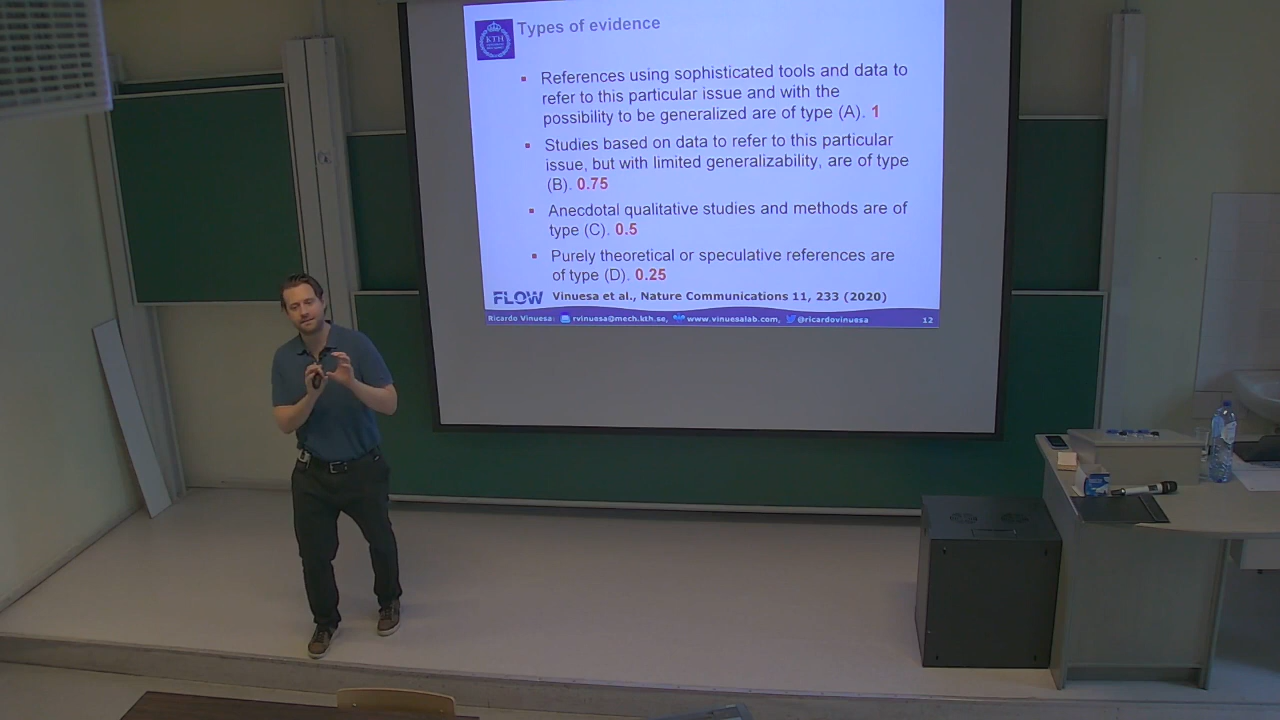 KTH
Types of evidence
References using sophisticated tools and data to
refer to this particular issue and with the
possibility to be generalized are of type (A). 1
Studies based on data to refer to this particular
issue, but with limited generalizability, are of type
(B). 0.75
Anecdotal qualitative studies and methods are of
type (C). 0.5
Purely theoretical or speculative references are
of type (D). 0.25
FLOW Vinuesa et al., Nature Communications 11, 233 (2020)
Ricardo Vinuesa: rvinuesa@mech.kth.se, www.vinuesalab.com, @ricardovinuesa 12